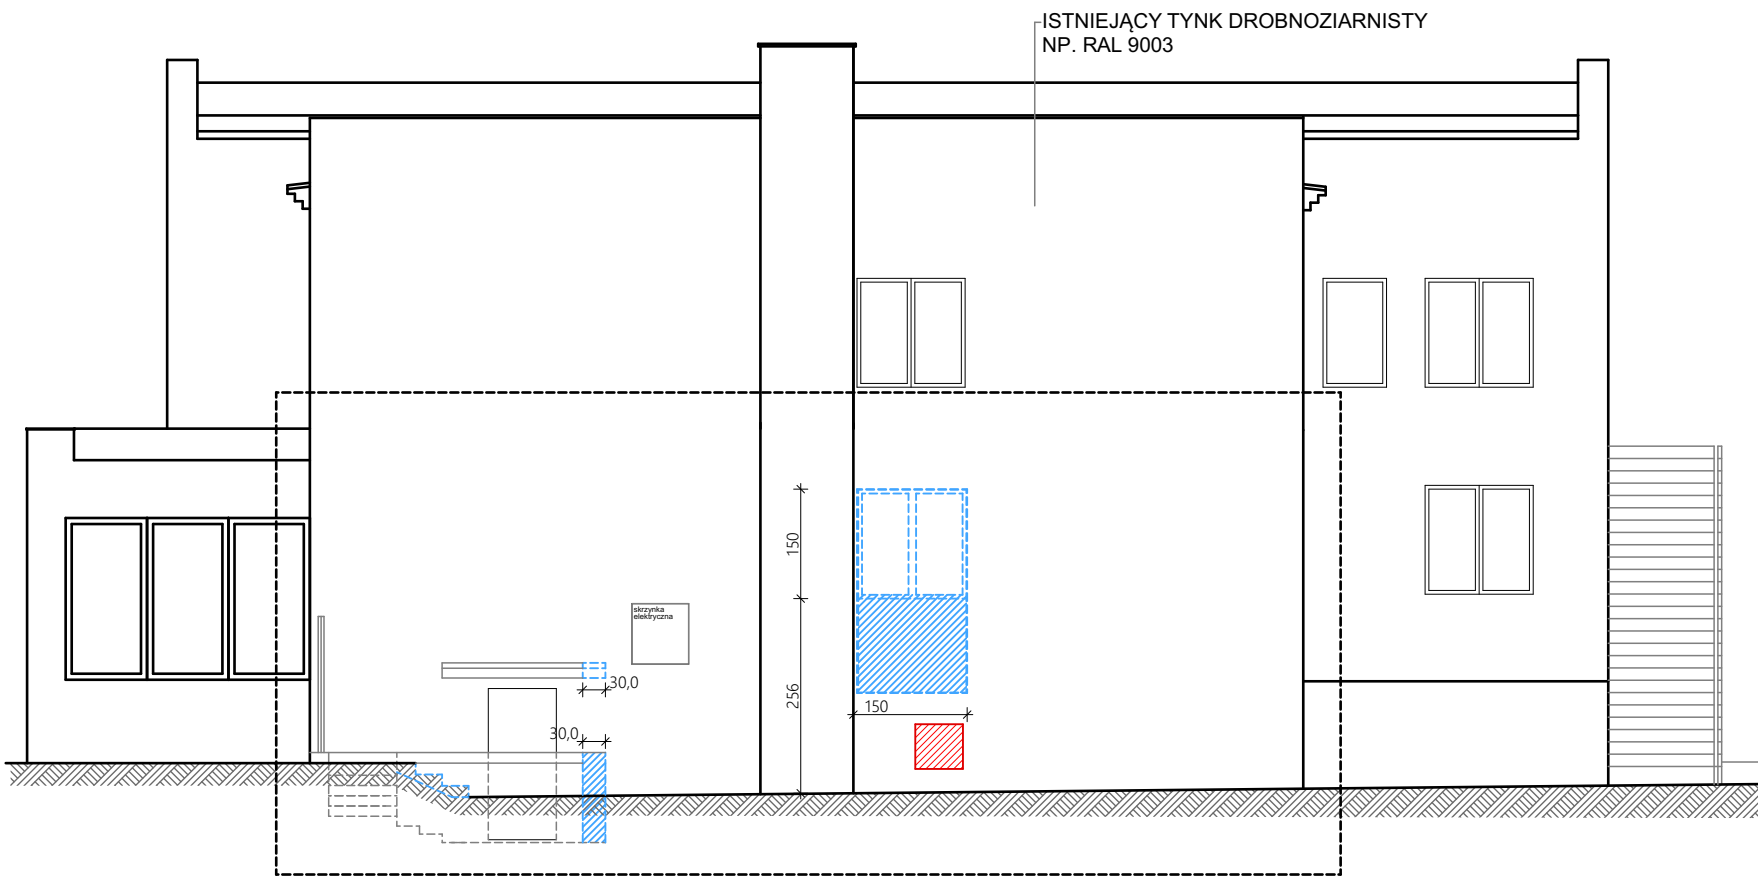 ISTNIEJĄCY TYNK DROBNOZIARNISTY
NP. RAL 9003
150
skrzynka
elektryczna
30,0
256
150
30,0